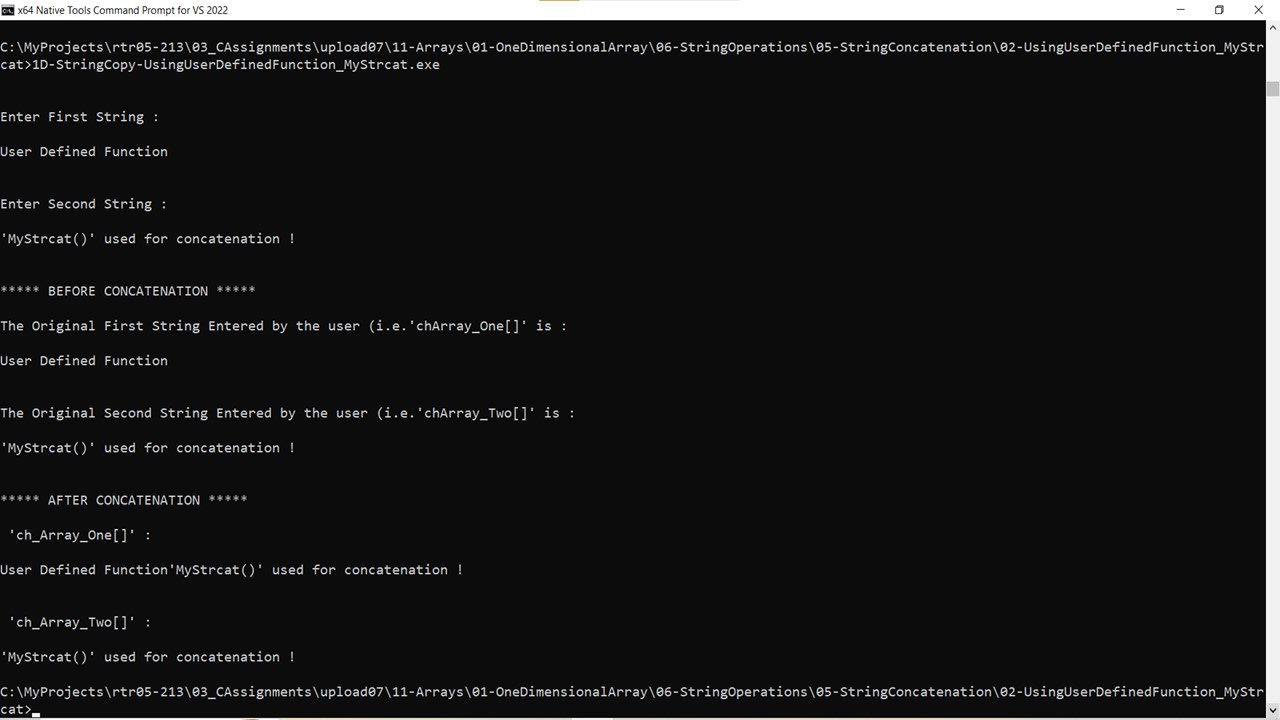 x64 Native Tools Command Prompt for VS 2022
C:\MyProjects\rtr05-213\03_CAssignments\upload07\11-Arrays\01-OneDimensionalArray\06-StringOperations\05-StringConcatenation\02-UsingUserDefinedFunction_MyStr
cat>1D-StringCopy-UsingUserDefinedFunction_MyStrcat.exe
Enter First String :
User Defined Function
Enter Second String :
'MyStrcat()' used for concatenation !
***** BEFORE CONCATENATION *****
The Original First String Entered by the user (i.e.'chArray_One[]' is :
User Defined Function
The Original Second String Entered by the user (i.e.'chArray_Two[]' is :
'MyStrcat()' used for concatenation !
***** AFTER CONCATENATION *****
'ch_Array_One[]' :
User Defined Function'MyStrcat()' used for concatenation !
'ch_Array_Two[]' :
'MyStrcat()' used for concatenation !
C:\MyProjects\rtr05-213\03_CAssignments\upload07\11-Arrays\01-OneDimensionalArray\06-StringOperations\05-StringConcatenation\02-UsingUserDefinedFunction_MyStr
cat>